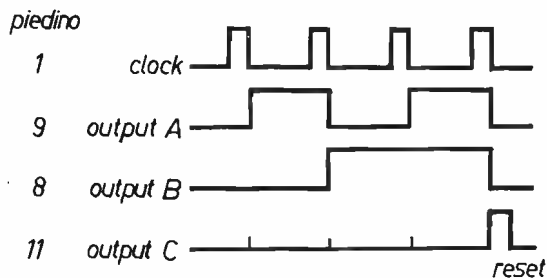 piedino
1 clock
9 output A
8 output B
11 output C
reset